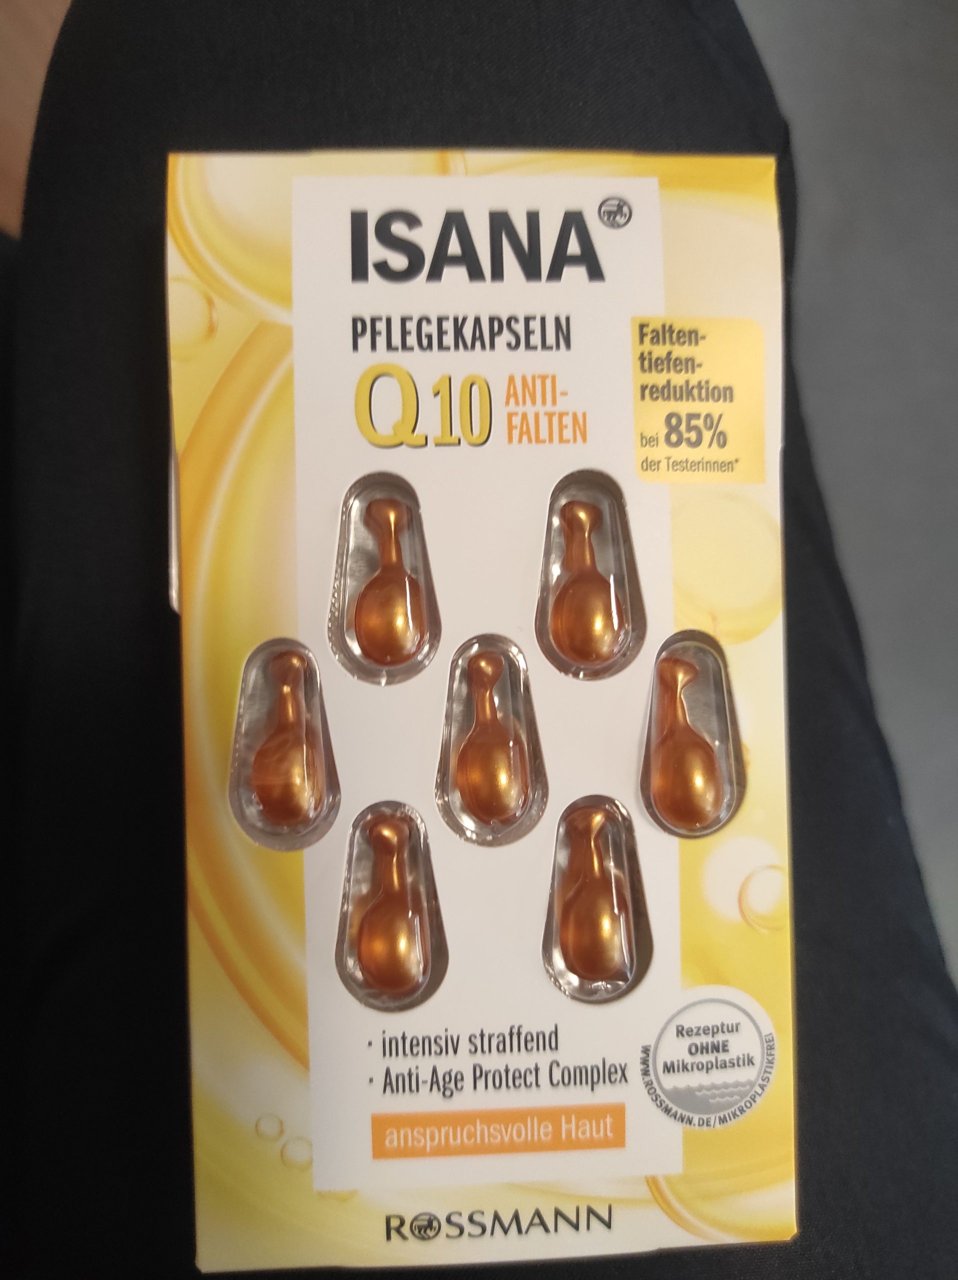 ISANA
PFLEGEKAPSELN
Q10
ANTI-
FALTEN
Falten-
tiefen-
reduktion
bei 85%
der Testerinnen*
· intensiv straffend
· Anti-Age Protect Complex
anspruchsvolle Haut
Rezeptur
OHNE
Mikroplastik
WWW.ROSSMANN.DE/MIKROPLASTIKFREI
ROSSMANN